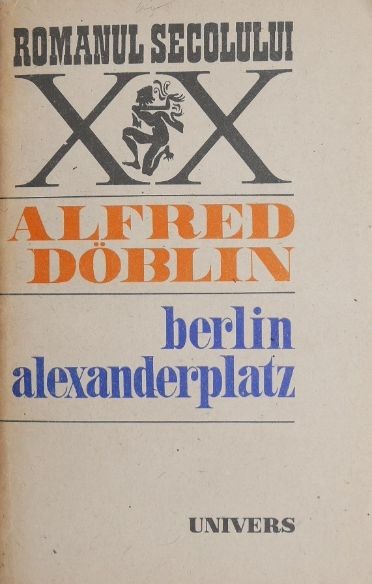 ROMANUL SECOLULUI
XX
ALFRED
DÖBLIN
berlin
alexanderplatz
UNIVERS